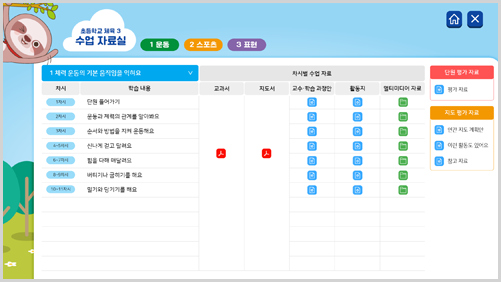 초등학교 체육 3
수업 자료실
1 운동
2 스포츠
3 표현
1 체력 운동의 기본 움직임을 익혀요
차시별 수업 자료
차시 학습 내용 교과서 지도서 교수·학습 과정안 활동지 멀티미디어 자료
1차시 단원 들어가기
2차시 운동과 체력의 관계를 알아봐요
3차시 순서와 방법을 지켜 운동해요
4~5차시 신나게 걷고 달려요
6~7차시 힘을 다해 매달려요
8~9차시 버티기나 굽히기를 해요
10~11차시 밀기와 당기기를 해요
단원 평가 자료
평가 자료
지도 평가 자료
연간 지도 계획안
이런 활동도 있어요
참고 자료